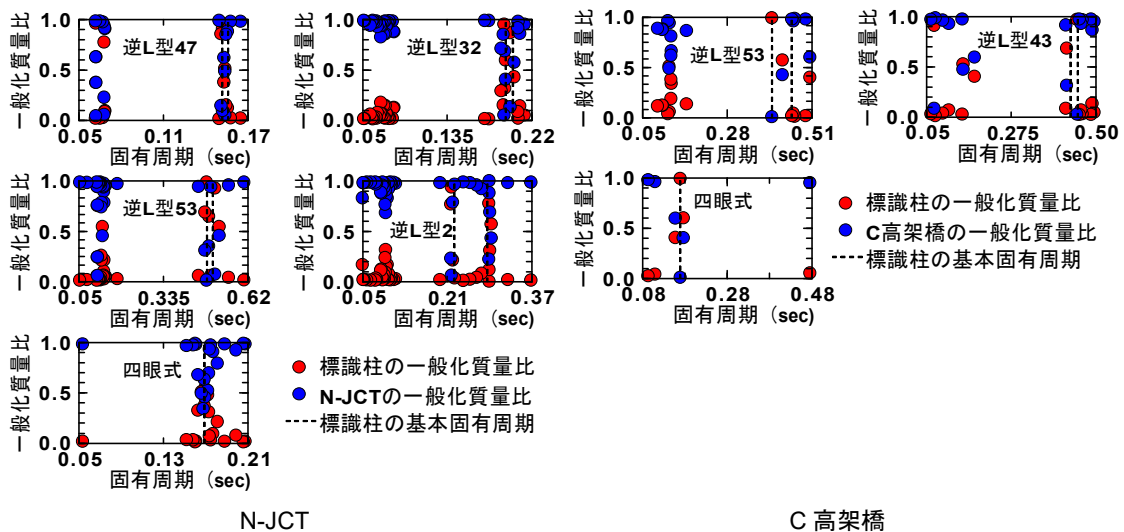 一般化質量比
1.0
0.5
0.0
逆L型47
0.05 0.11 0.17
固有周期（sec）
一般化質量比
1.0
0.5
0.0
逆L型32
0.05 0.135 0.22
固有周期（sec）
一般化質量比
1.0
0.5
0.0
逆L型53
0.05 0.335 0.62
固有周期（sec）
一般化質量比
1.0
0.5
0.0
逆L型2
0.05 0.21 0.37
固有周期（sec）
一般化質量比
1.0
0.5
0.0
四眼式
0.05 0.13 0.21
固有周期（sec）
標識柱の一般化質量比
N-JCTの一般化質量比
標識柱の基本固有周期
N-JCT
一般化質量比
1.0
0.5
0.0
逆L型53
0.05 0.28 0.51
固有周期（sec）
一般化質量比
1.0
0.5
0.0
逆L型43
0.05 0.275 0.50
固有周期（sec）
一般化質量比
1.0
0.5
0.0
四眼式
0.08 0.28 0.48
固有周期（sec）
標識柱の一般化質量比
C高架橋の一般化質量比
標識柱の基本固有周期
C 高架橋